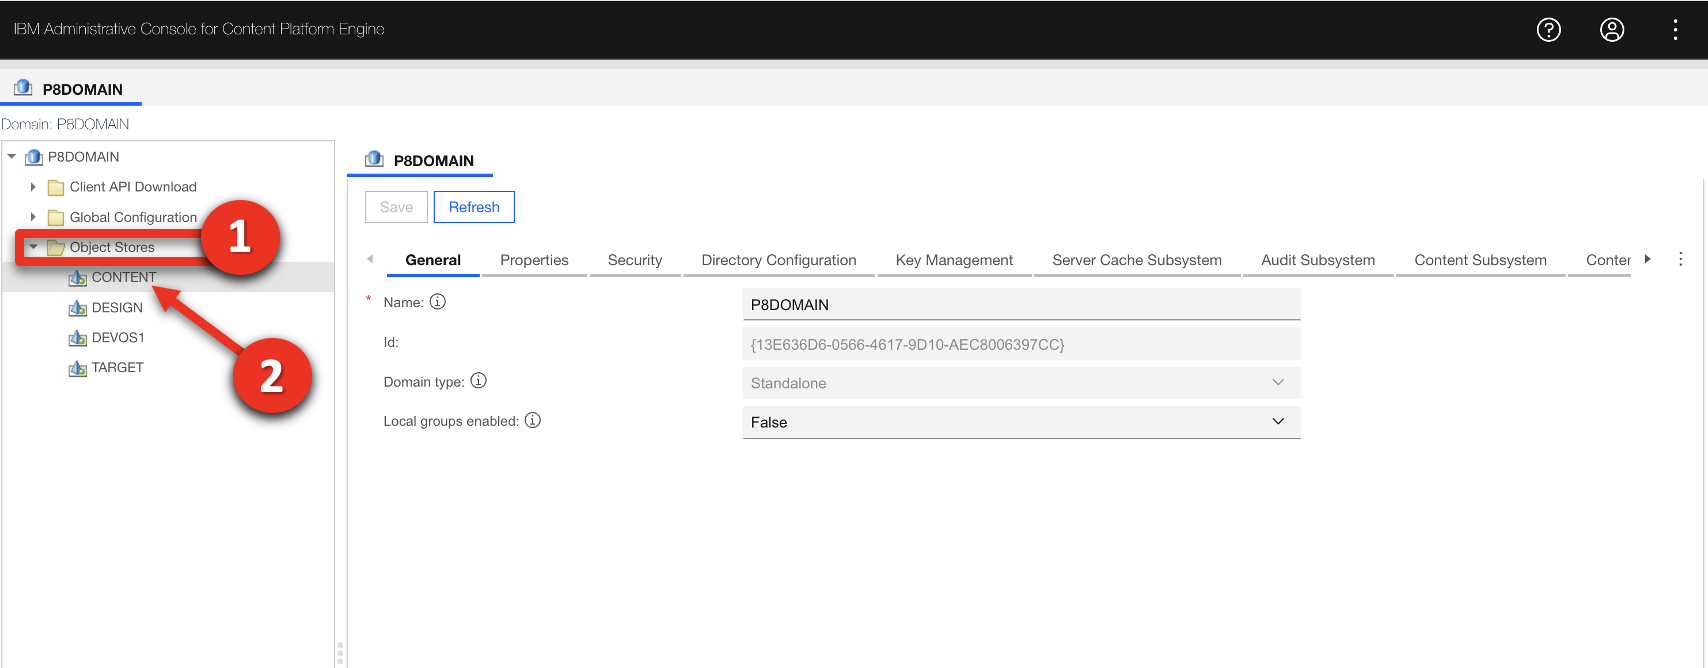 IBM Administrative Console for Content Platform Engine
P8DOMAIN
Domain: P8DOMAIN
P8DOMAIN
Client API Download
Global Configuration
Object Stores
1
CONTENT
DESIGN
DEVOS1
TARGET
2
P8DOMAIN
Save Refresh
General Properties Security Directory Configuration Key Management Server Cache Subsystem Audit Subsystem Content Subsystem Conter
* Name: P8DOMAIN
Id: {13E636D6-0566-4617-9D10-AEC8006397CC}
Domain type: Standalone
Local groups enabled: False